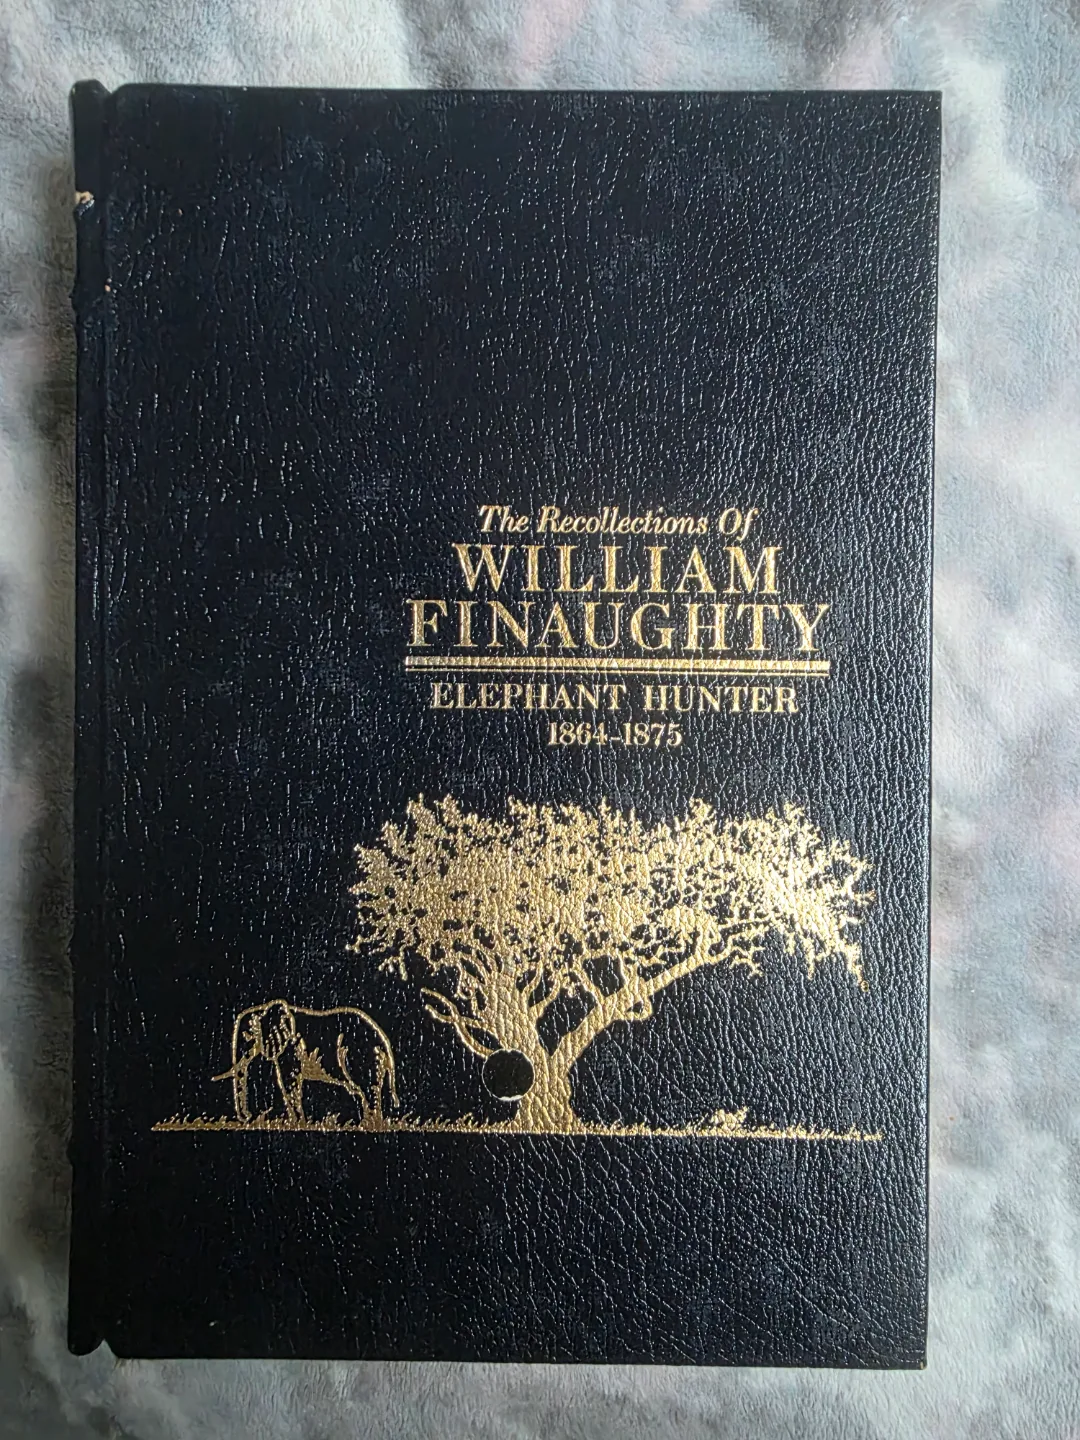 The Recollections Of
WILLIAM
FINAUGHTY
ELEPHANT HUNTER
1864-1875